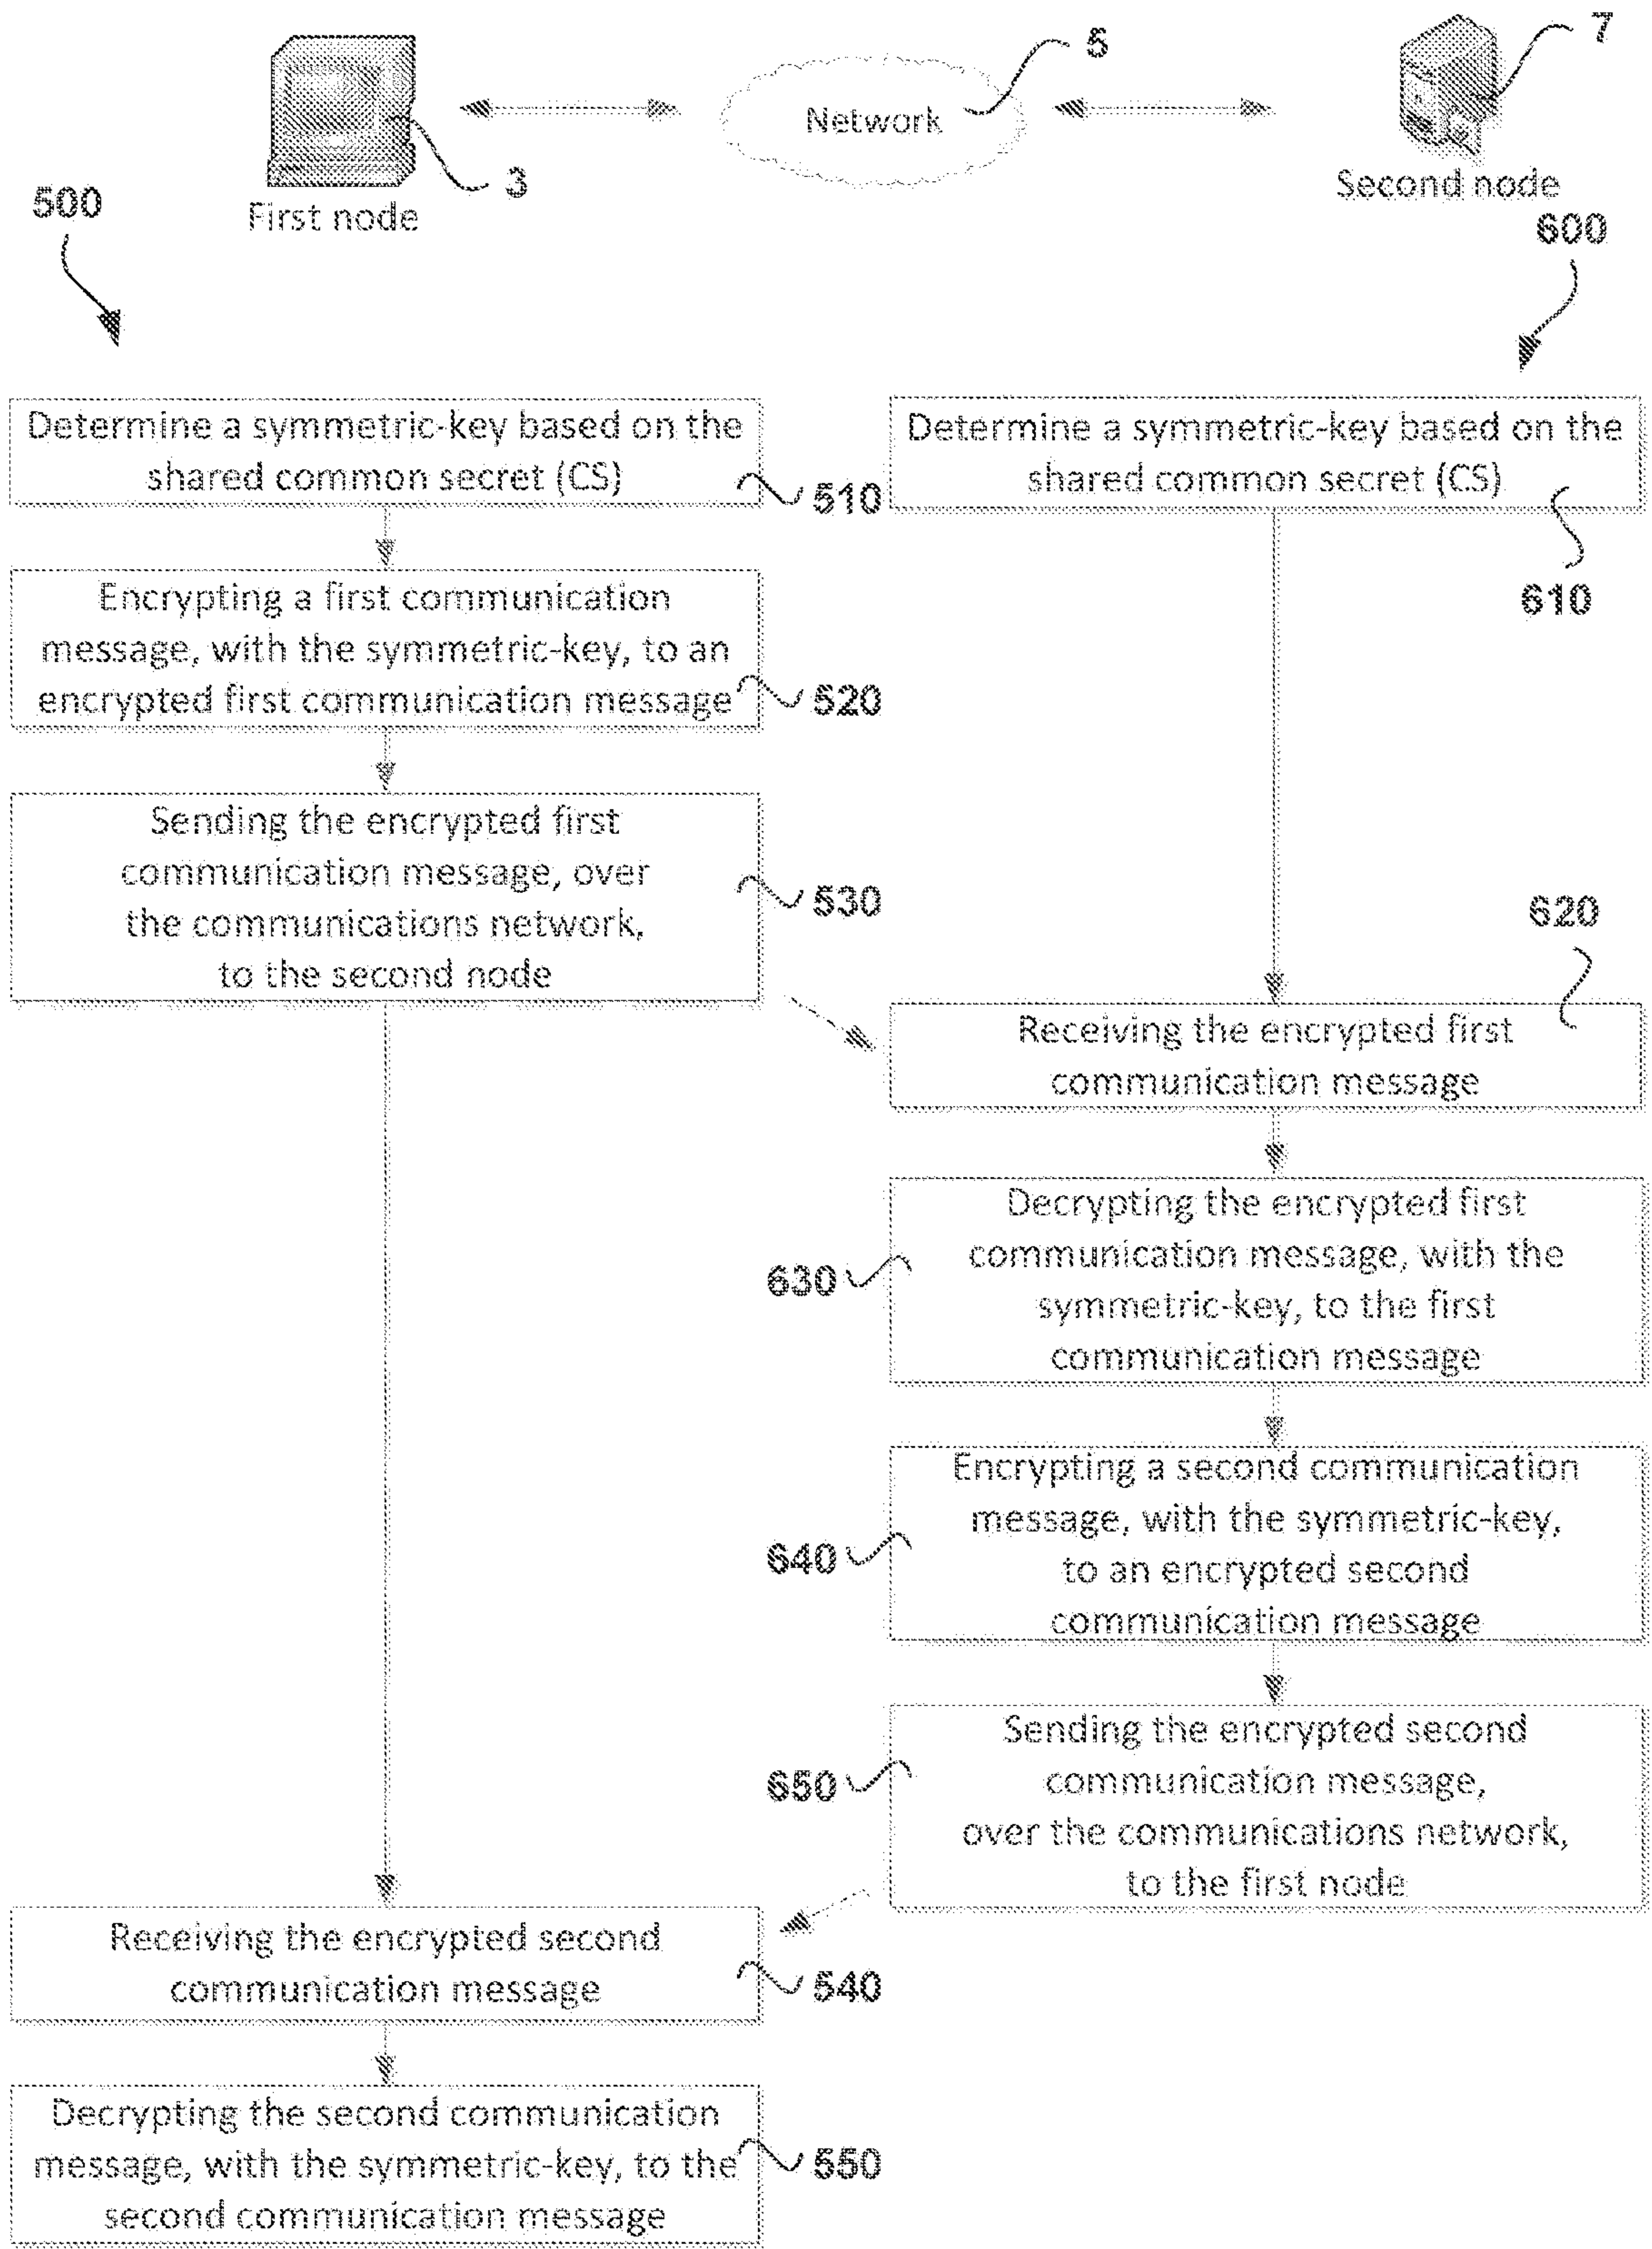 5
7
Network
3
First node
Second node
500
600
Determine a symmetric-key based on the
shared common secret (CS)
510
Determine a symmetric-key based on the
shared common secret (CS)
610
Encrypting a first communication
message, with the symmetric-key, to an
encrypted first communication message
520
Sending the encrypted first
communication message, over
the communications network,
to the second node
530
620
Receiving the encrypted first
communication message
Decrypting the encrypted first
communication message, with the
symmetric-key, to the first
communication message
630
Encrypting a second communication
message, with the symmetric-key,
to an encrypted second
communication message
640
Sending the encrypted second
communication message,
over the communications network,
to the first node
650
Receiving the encrypted second
communication message
540
Decrypting the second communication
message, with the symmetric-key, to the
second communication message
550